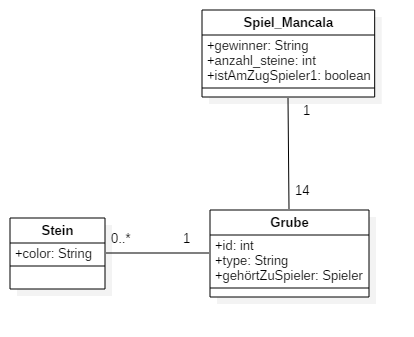 Spiel_Mancala
+gewinner: String
+anzahl_steine: int
+istAmZugSpieler1: boolean
1
14
Stein
+color: String
0..*
1
Grube
+id: int
+type: String
+gehörtZuSpieler: Spieler